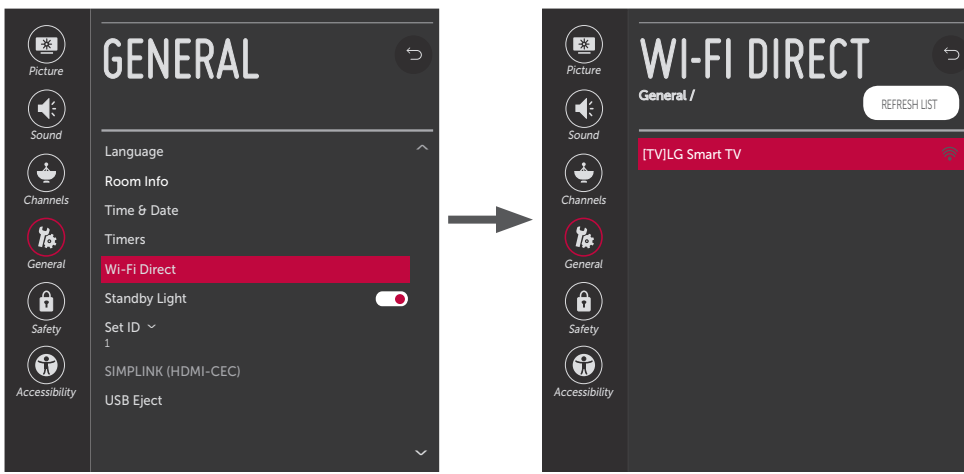 Picture
Sound
Channels
General
Safety
Accessibility
GENERAL
Language
Room Info
Time & Date
Timers
Wi-Fi Direct
Standby Light
Set ID
1
SIMPLINK (HDMI-CEC)
USB Eject
Picture
Sound
Channels
General
Safety
Accessibility
WI-FI DIRECT
General /
REFRESH LIST
[TV]LG Smart TV